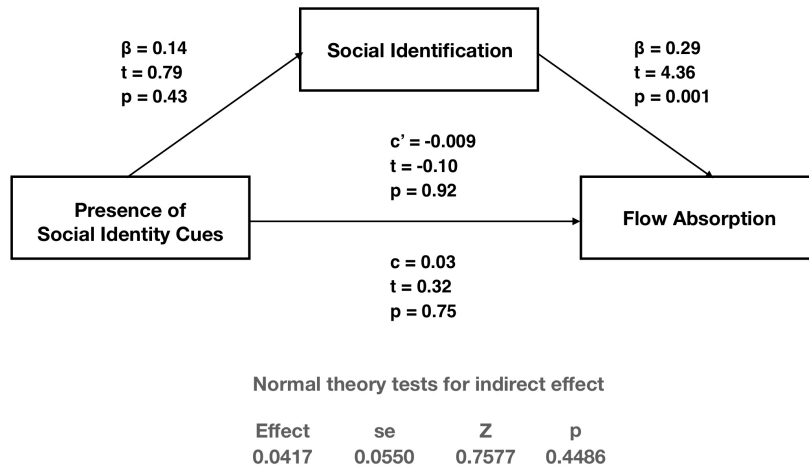 β = 0.14
t = 0.79
p = 0.43
Social Identification
β = 0.29
t = 4.36
p = 0.001
c’ = -0.009
t = -0.10
p = 0.92
Presence of
Social Identity Cues
Flow Absorption
c = 0.03
t = 0.32
p = 0.75
Normal theory tests for indirect effect
Effect se Z p
0.0417 0.0550 0.7577 0.4486